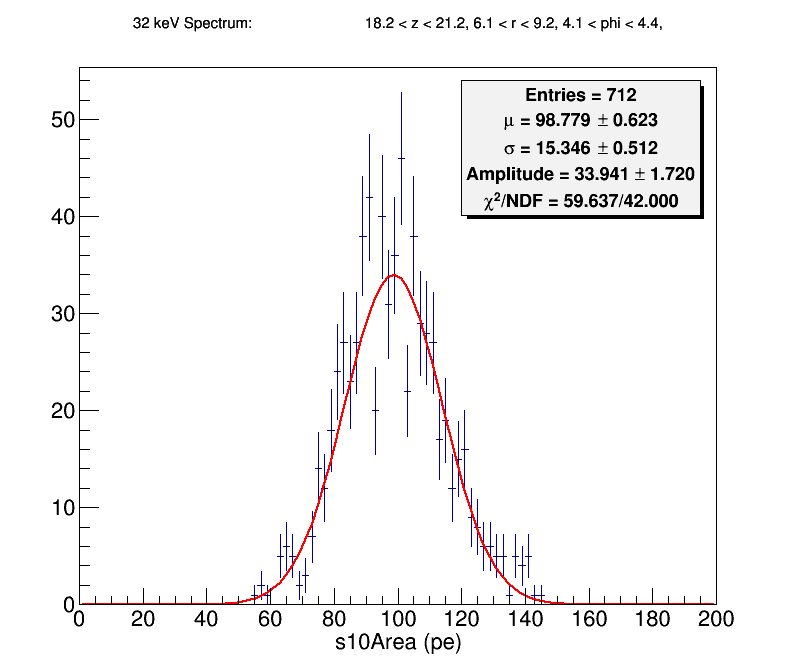 32 keV Spectrum: 18.2 < z < 21.2, 6.1 < r < 9.2, 4.1 < phi < 4.4,
Entries = 712
μ = 98.779 ± 0.623
σ = 15.346 ± 0.512
Amplitude = 33.941 ± 1.720
χ²/NDF = 59.637/42.000
50
40
30
20
10
0
0 20 40 60 80 100 120 140 160 180 200
s10Area (pe)